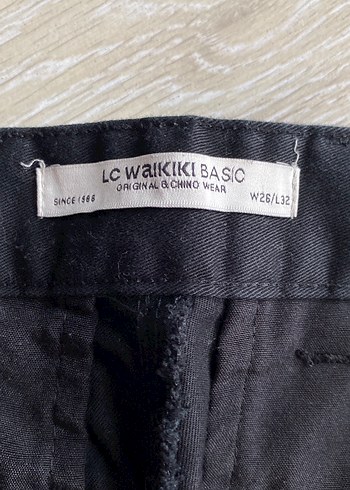 LC WAIKIKI BASIC
ORIGINAL & CHINO WEAR
SINCE 1988
W26/L32